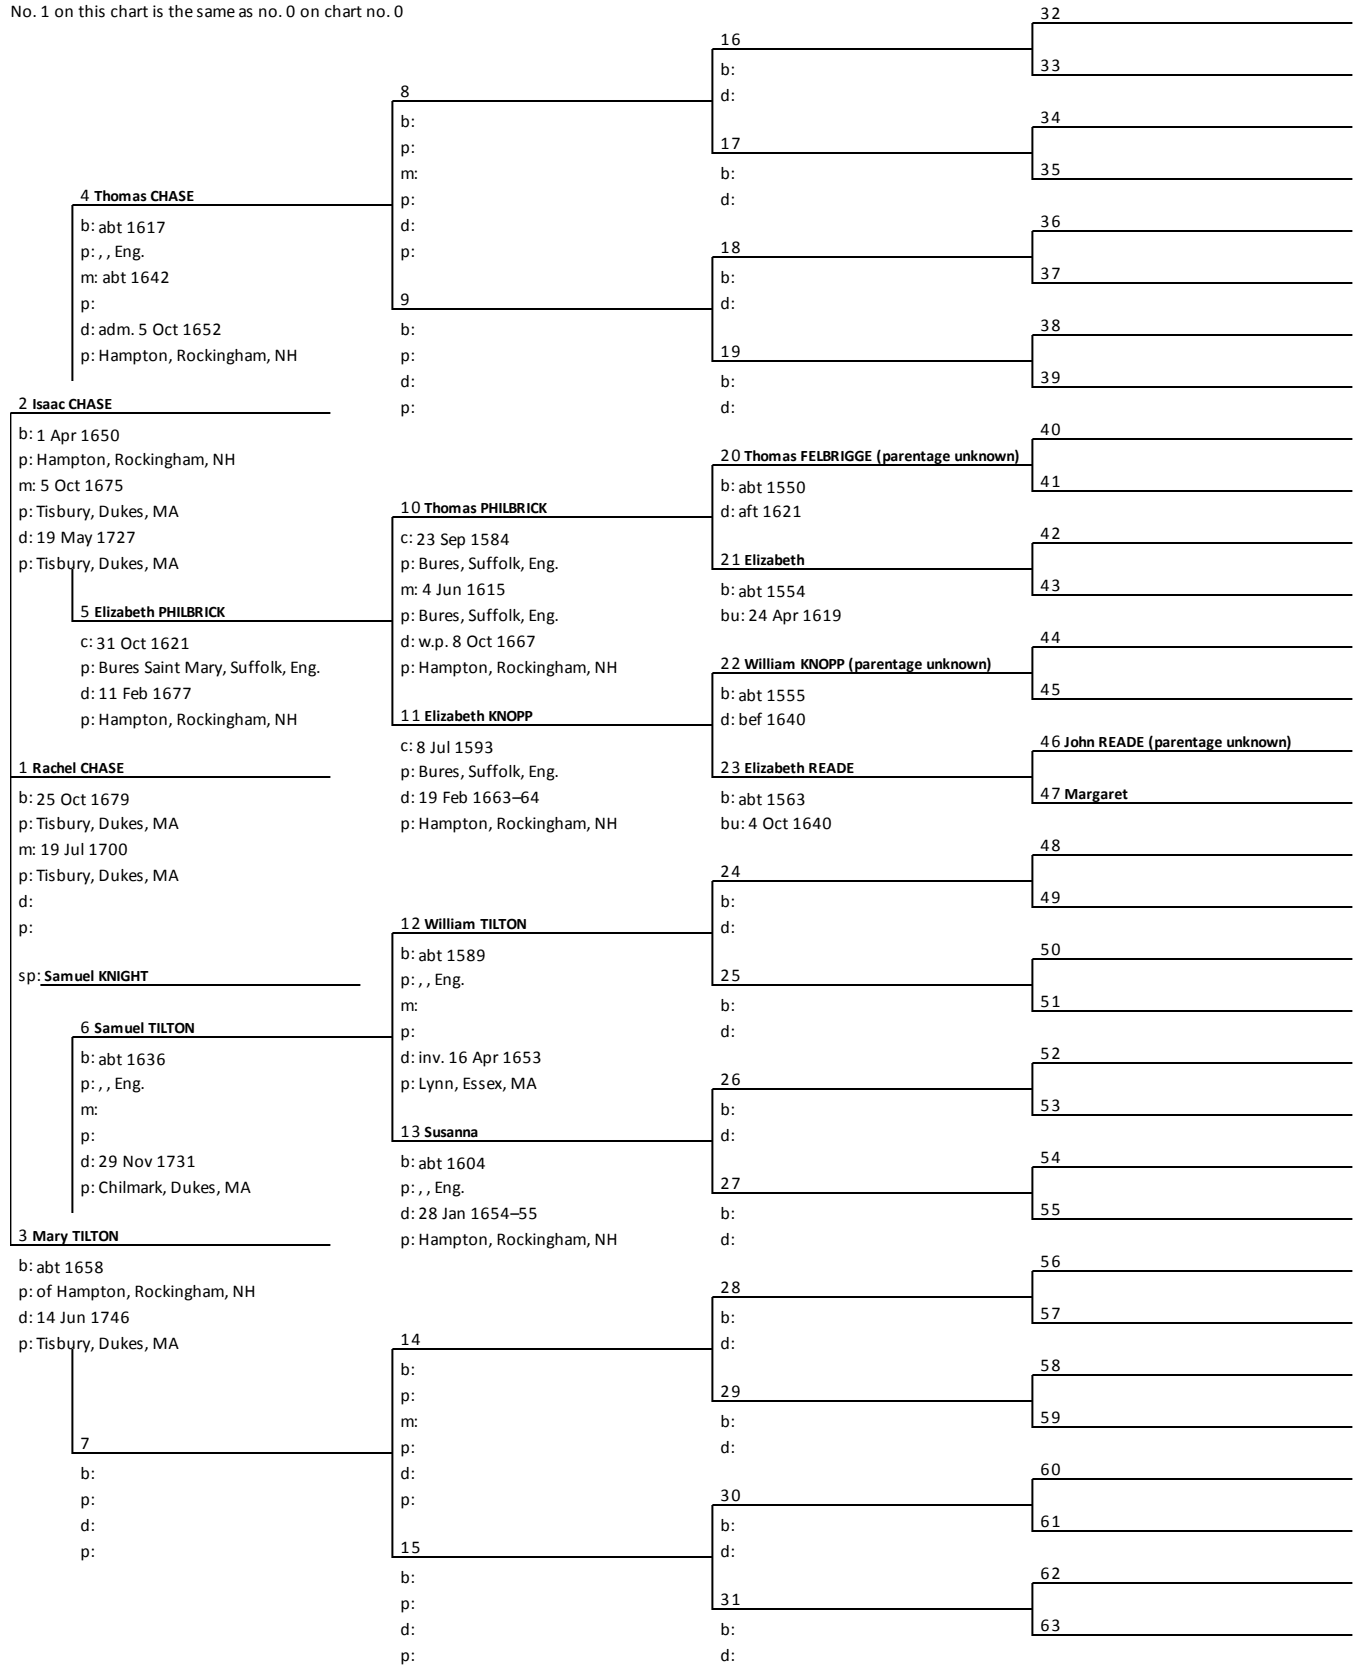 No. 1 on this chart is the same as no. 0 on chart no. 0
4 Thomas CHASE
b: abt 1617
p: , , Eng.
m: abt 1642
p:
d: adm. 5 Oct 1652
p: Hampton, Rockingham, NH
2 Isaac CHASE
b: 1 Apr 1650
p: Hampton, Rockingham, NH
m: 5 Oct 1675
p: Tisbury, Dukes, MA
d: 19 May 1727
p: Tisbury, Dukes, MA
5 Elizabeth PHILBRICK
c: 31 Oct 1621
p: Bures Saint Mary, Suffolk, Eng.
d: 11 Feb 1677
p: Hampton, Rockingham, NH
1 Rachel CHASE
b: 25 Oct 1679
p: Tisbury, Dukes, MA
m: 19 Jul 1700
p: Tisbury, Dukes, MA
d:
p:
sp: Samuel KNIGHT
6 Samuel TILTON
b: abt 1636
p: , , Eng.
m:
p:
d: 29 Nov 1731
p: Chilmark, Dukes, MA
3 Mary TILTON
b: abt 1658
p: of Hampton, Rockingham, NH
d: 14 Jun 1746
p: Tisbury, Dukes, MA
7
b:
p:
d:
p:
8
b:
p:
m:
p:
d:
p:
9
b:
p:
d:
p:
10 Thomas PHILBRICK
c: 23 Sep 1584
p: Bures, Suffolk, Eng.
m: 4 Jun 1615
p: Bures, Suffolk, Eng.
d: w.p. 8 Oct 1667
p: Hampton, Rockingham, NH
11 Elizabeth KNOPP
c: 8 Jul 1593
p: Bures, Suffolk, Eng.
d: 19 Feb 1663–64
p: Hampton, Rockingham, NH
12 William TILTON
b: abt 1589
p: , , Eng.
m:
p:
d: inv. 16 Apr 1653
p: Lynn, Essex, MA
13 Susanna
b: abt 1604
p: , , Eng.
d: 28 Jan 1654–55
p: Hampton, Rockingham, NH
14
b:
p:
m:
p:
d:
p:
15
b:
p:
d:
p:
16
b:
d:
17
b:
d:
18
b:
d:
19
b:
d:
20 Thomas FELBRIGGE (parentage unknown)
b: abt 1550
d: aft 1621
21 Elizabeth
b: abt 1554
bu: 24 Apr 1619
22 William KNOPP (parentage unknown)
b: abt 1555
d: bef 1640
23 Elizabeth READE
b: abt 1563
bu: 4 Oct 1640
24
b:
d:
25
b:
d:
26
b:
d:
27
b:
d:
28
b:
d:
29
b:
d:
30
b:
d:
31
b:
d:
32
33
34
35
36
37
38
39
40
41
42
43
44
45
46 John READE (parentage unknown)
47 Margaret
48
49
50
51
52
53
54
55
56
57
58
59
60
61
62
63